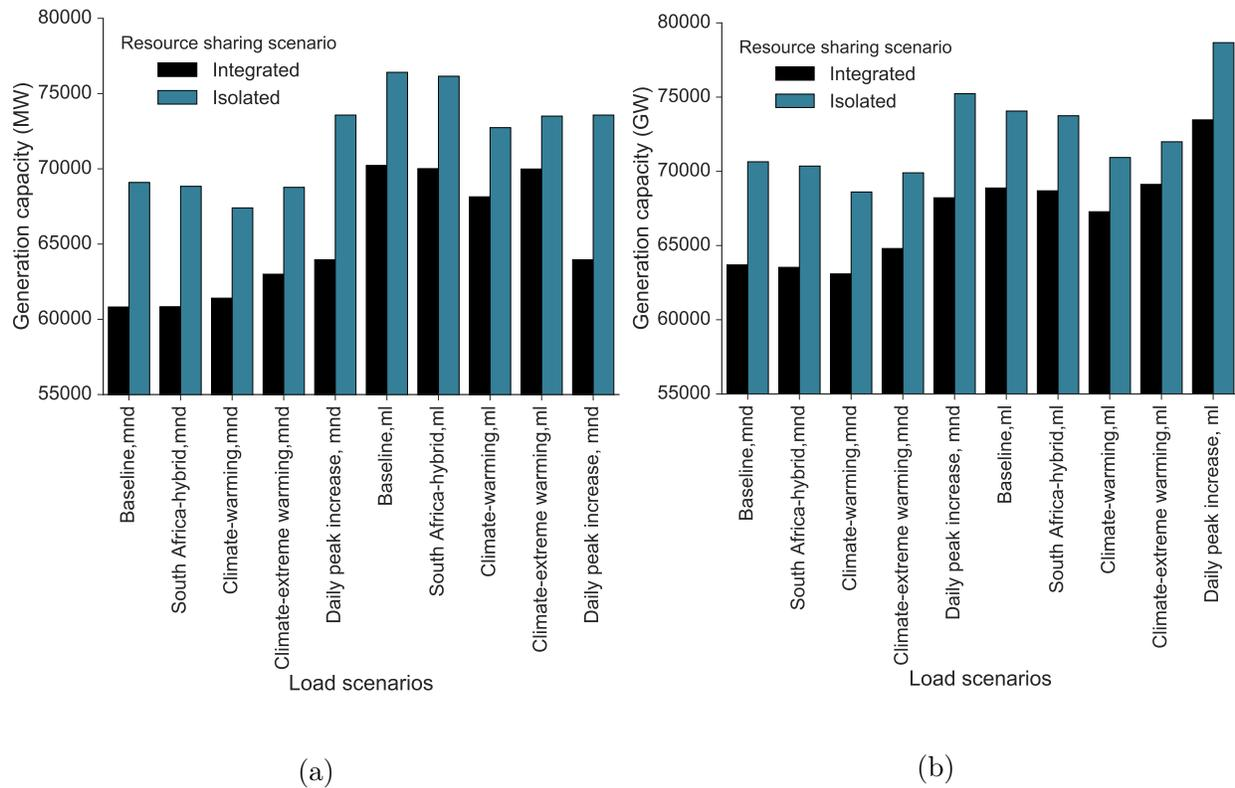 80000
75000
70000
65000
60000
55000
Generation capacity (MW)
Resource sharing scenario
Integrated
Isolated
Baseline,mnd
South Africa-hybrid,mnd
Climate-warming,mnd
Climate-extreme warming,mnd
Daily peak increase, mnd
Baseline,ml
South Africa-hybrid,ml
Climate-warming,ml
Climate-extreme warming,ml
Daily peak increase, mnd
Load scenarios
(a)
80000
75000
70000
65000
60000
55000
Generation capacity (GW)
Resource sharing scenario
Integrated
Isolated
Baseline,mnd
South Africa-hybrid,mnd
Climate-warming,mnd
Climate-extreme warming,mnd
Daily peak increase, mnd
Baseline,ml
South Africa-hybrid,ml
Climate-warming,ml
Climate-extreme warming,ml
Daily peak increase, ml
Load scenarios
(b)